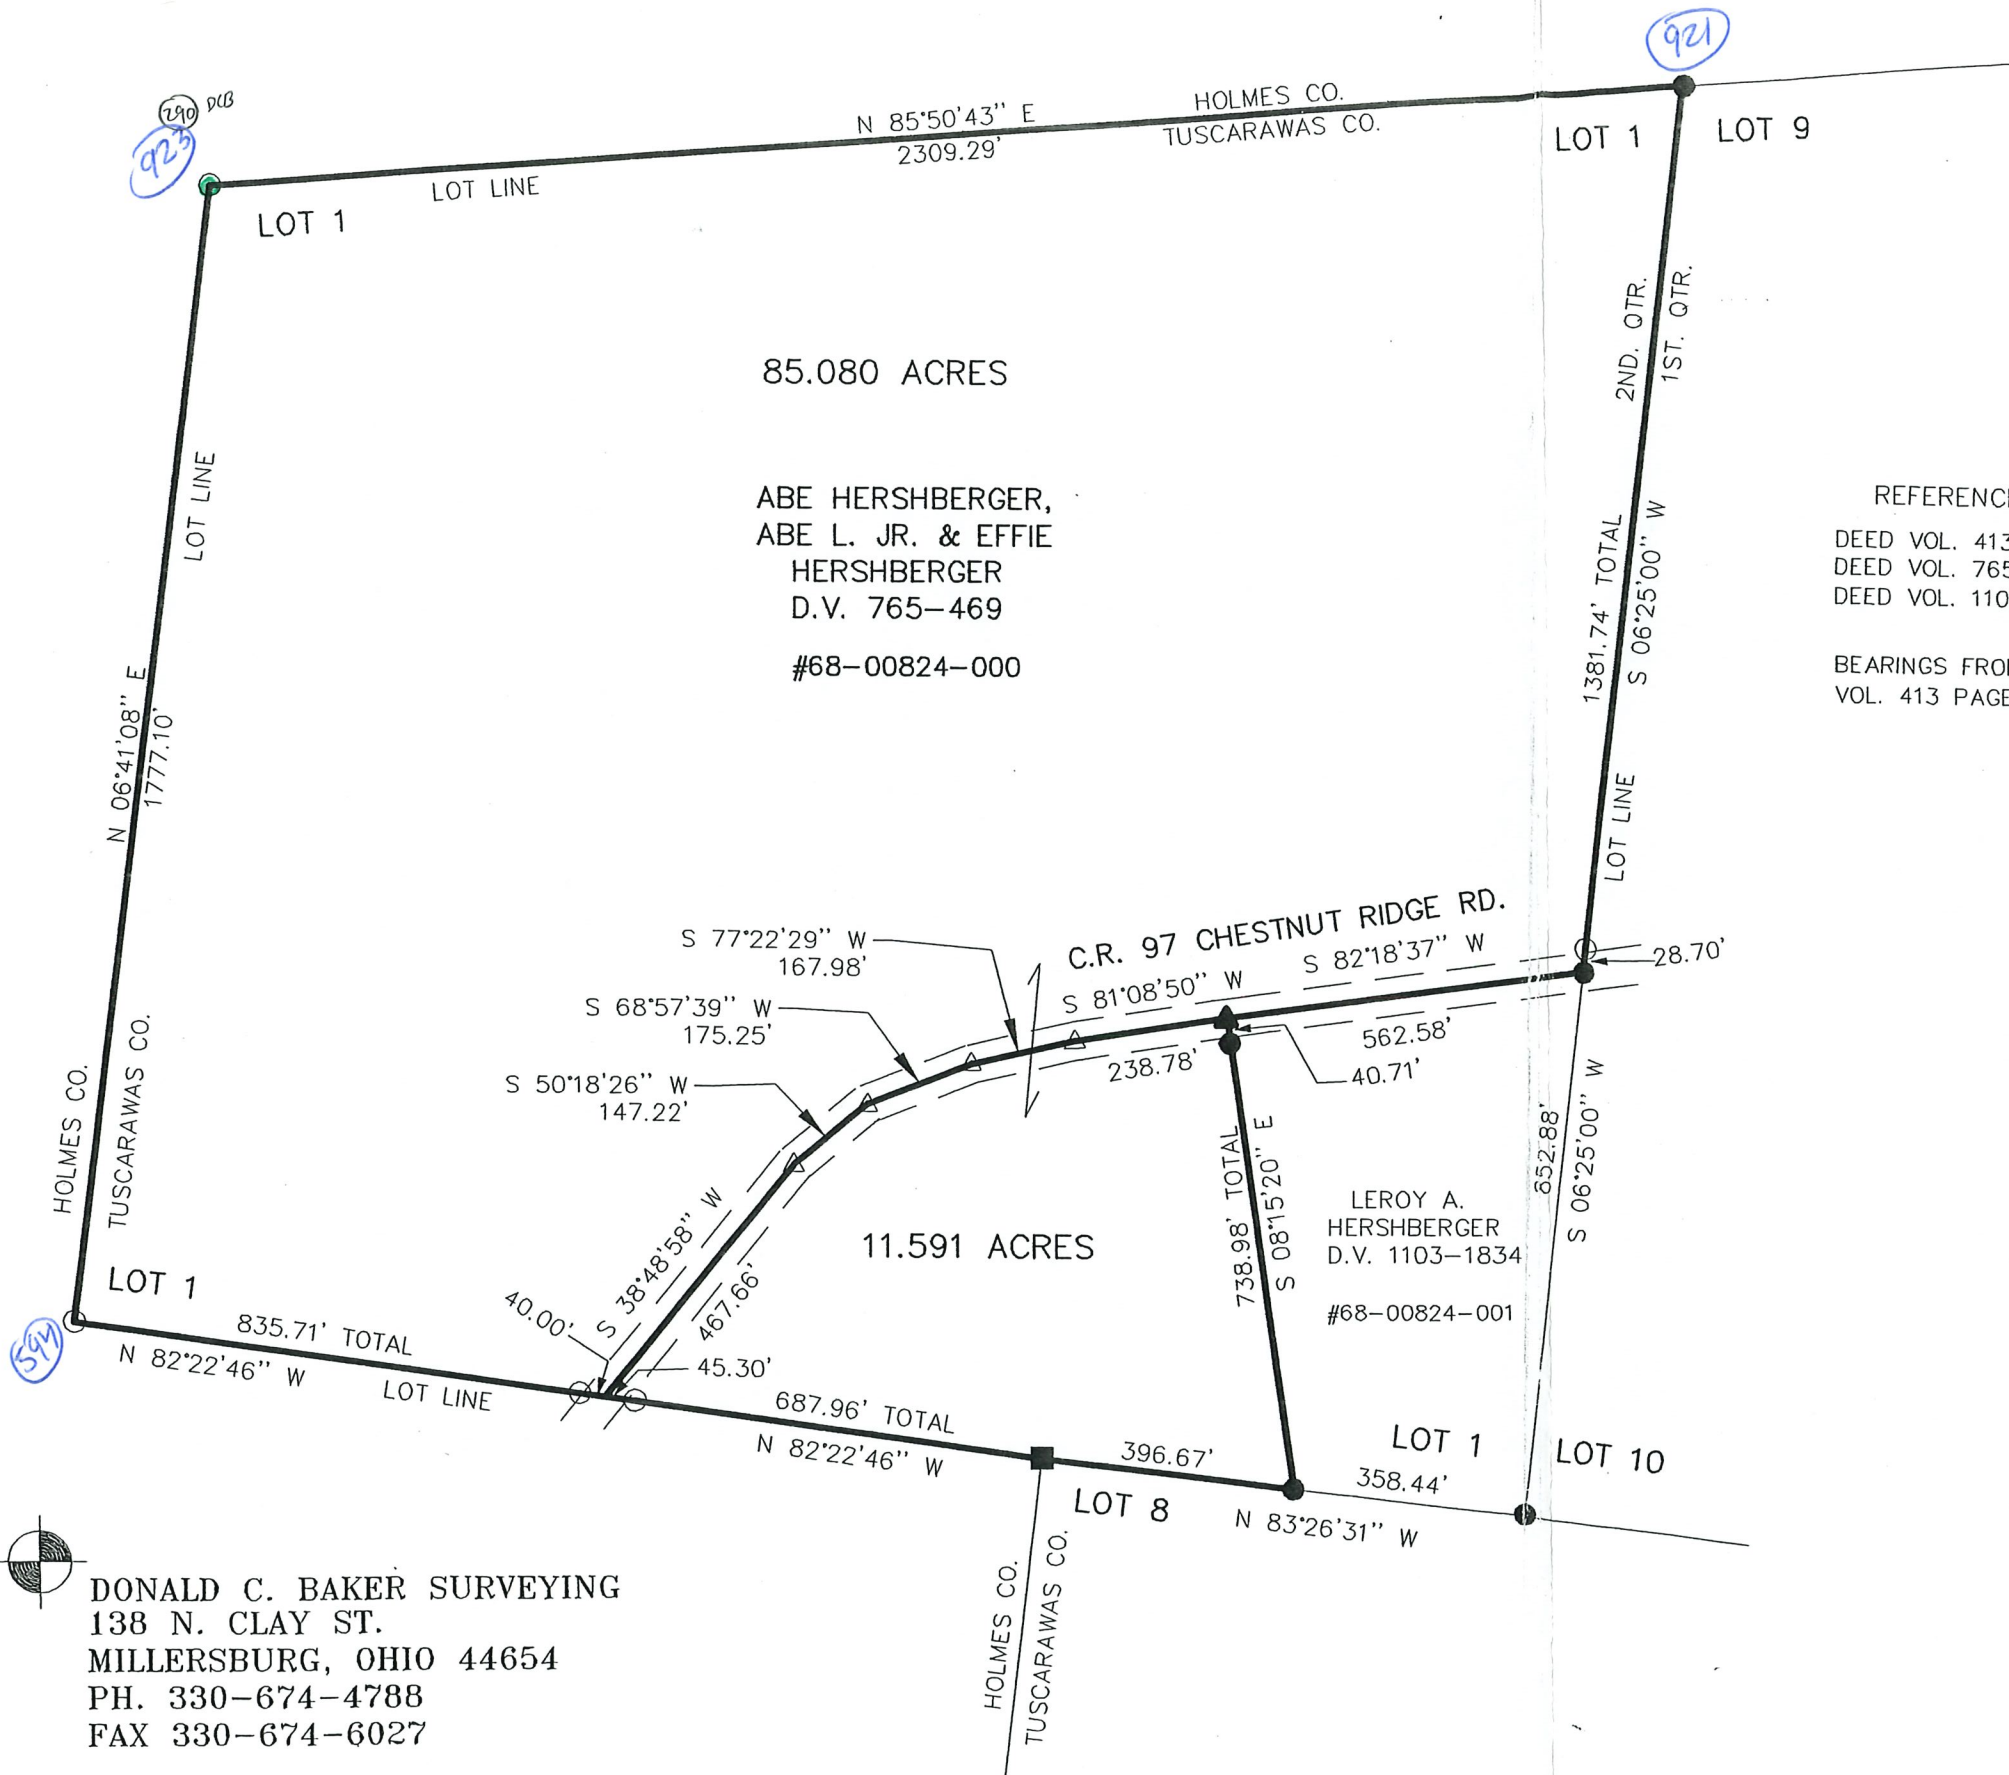 921
290 DCB
923
HOLMES CO.
N 85°50'43" E
TUSCARAWAS CO.
2309.29'
LOT LINE
LOT 1
LOT 1
LOT 9
2ND. QTR.
1ST. QTR.
85.080 ACRES
ABE HERSHBERGER,
ABE L. JR. & EFFIE
HERSHBERGER
D.V. 765-469
#68-00824-000
LOT LINE
N 06°41'08" E
1777.10'
HOLMES CO.
TUSCARAWAS CO.
1381.74' TOTAL
S 06°25'00" W
LOT LINE
REFERENC
DEED VOL. 413
DEED VOL. 765
DEED VOL. 110
BEARINGS FRO
VOL. 413 PAGE
C.R. 97 CHESTNUT RIDGE RD.
S 77°22'29" W
167.98'
S 68°57'39" W
175.25'
S 50°18'26" W
147.22'
S 81°08'50" W
238.78'
S 82°18'37" W
562.58'
28.70'
40.71'
S 38°48'58" W
467.66'
738.98' TOTAL
S 08°15'20" E
852.88'
S 06°25'00" W
LEROY A.
HERSHBERGER
D.V. 1103-1834
#68-00824-001
11.591 ACRES
LOT 1
594
835.71' TOTAL
N 82°22'46" W
LOT LINE
40.00'
45.30'
687.96' TOTAL
N 82°22'46" W
396.67'
LOT 8
LOT 1
358.44'
N 83°26'31" W
LOT 10
HOLMES CO.
TUSCARAWAS CO.
DONALD C. BAKER SURVEYING
138 N. CLAY ST.
MILLERSBURG, OHIO 44654
PH. 330-674-4788
FAX 330-674-6027